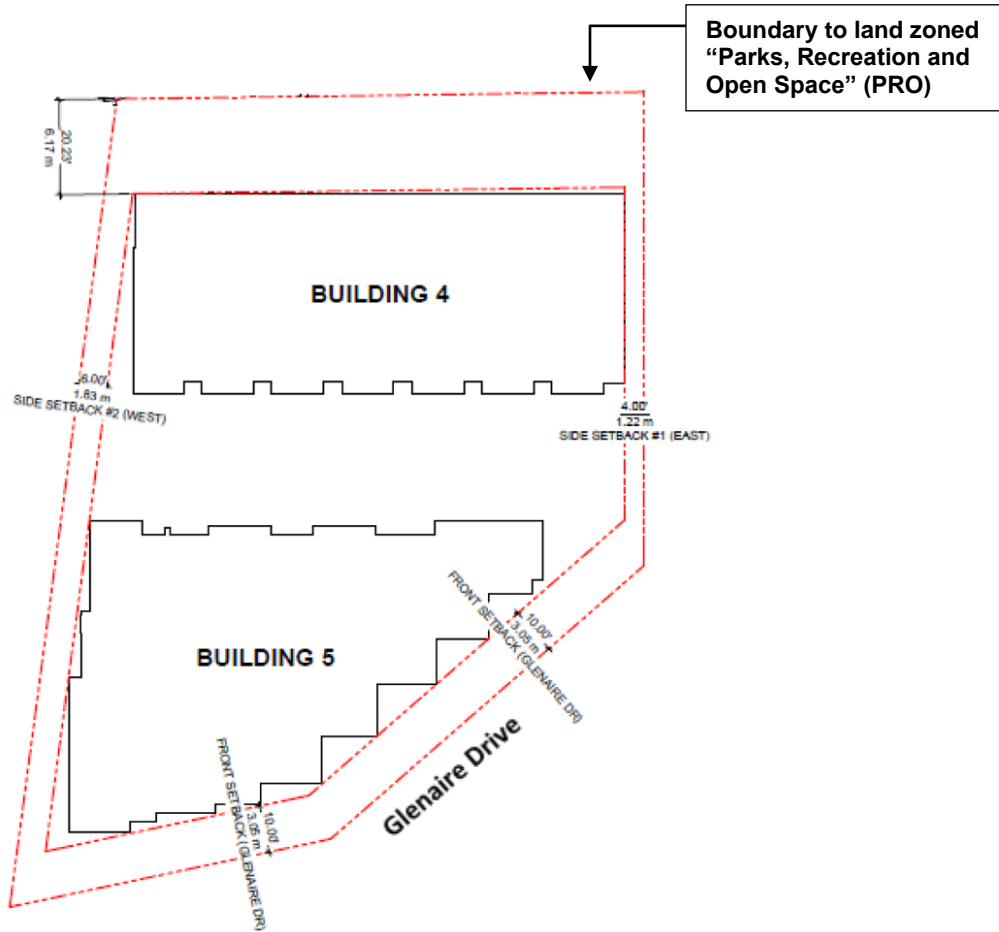 Boundary to land zoned
“Parks, Recreation and
Open Space” (PRO)
20.23'
6.17 m
BUILDING 4
6.00'
1.83 m
SIDE SETBACK #2 (WEST)
4.00'
1.22 m
SIDE SETBACK #1 (EAST)
BUILDING 5
10.00'
3.05 m
FRONT SETBACK (GLENAIRE DR)
10.00'
3.05 m
FRONT SETBACK (GLENAIRE DR)
Glenaire Drive